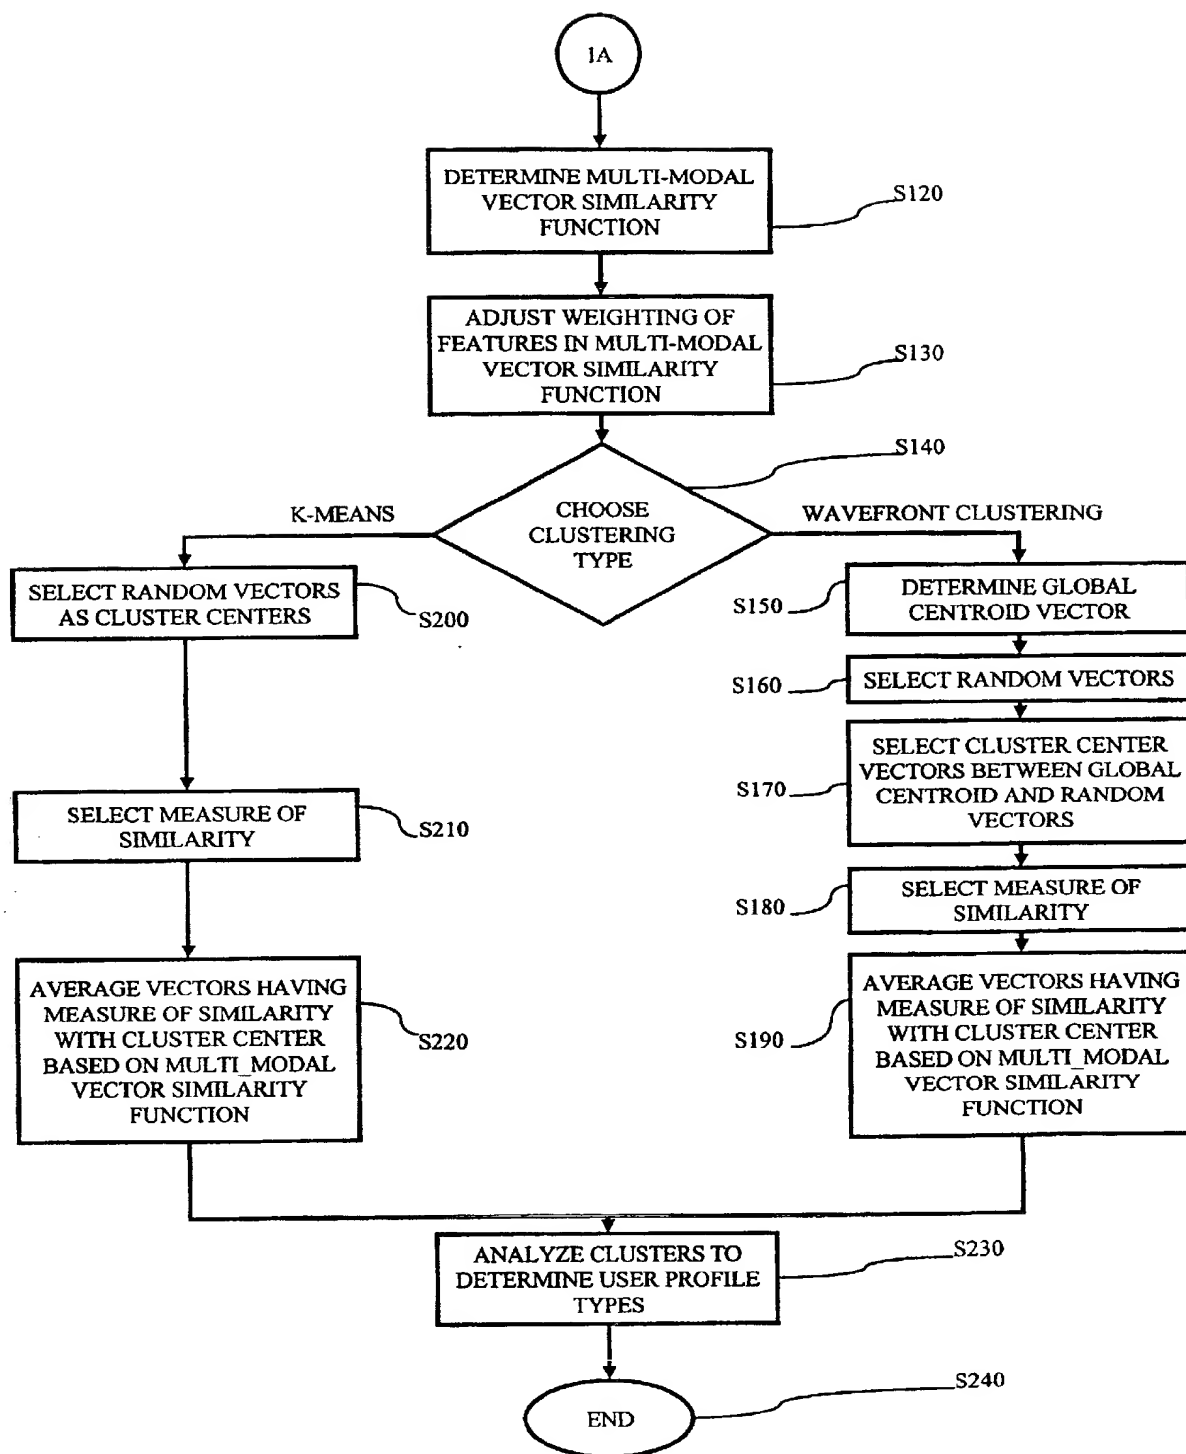 1A
DETERMINE MULTI-MODAL
VECTOR SIMILARITY
FUNCTION
S120
ADJUST WEIGHTING OF
FEATURES IN MULTI-MODAL
VECTOR SIMILARITY
FUNCTION
S130
S140
CHOOSE
CLUSTERING
TYPE
K-MEANS
WAVEFRONT CLUSTERING
SELECT RANDOM VECTORS
AS CLUSTER CENTERS
S200
SELECT MEASURE OF
SIMILARITY
S210
AVERAGE VECTORS HAVING
MEASURE OF SIMILARITY
WITH CLUSTER CENTER
BASED ON MULTI_MODAL
VECTOR SIMILARITY
FUNCTION
S220
S150
DETERMINE GLOBAL
CENTROID VECTOR
S160
SELECT RANDOM VECTORS
S170
SELECT CLUSTER CENTER
VECTORS BETWEEN GLOBAL
CENTROID AND RANDOM
VECTORS
S180
SELECT MEASURE OF
SIMILARITY
S190
AVERAGE VECTORS HAVING
MEASURE OF SIMILARITY
WITH CLUSTER CENTER
BASED ON MULTI_MODAL
VECTOR SIMILARITY
FUNCTION
ANALYZE CLUSTERS TO
DETERMINE USER PROFILE
TYPES
S230
END
S240